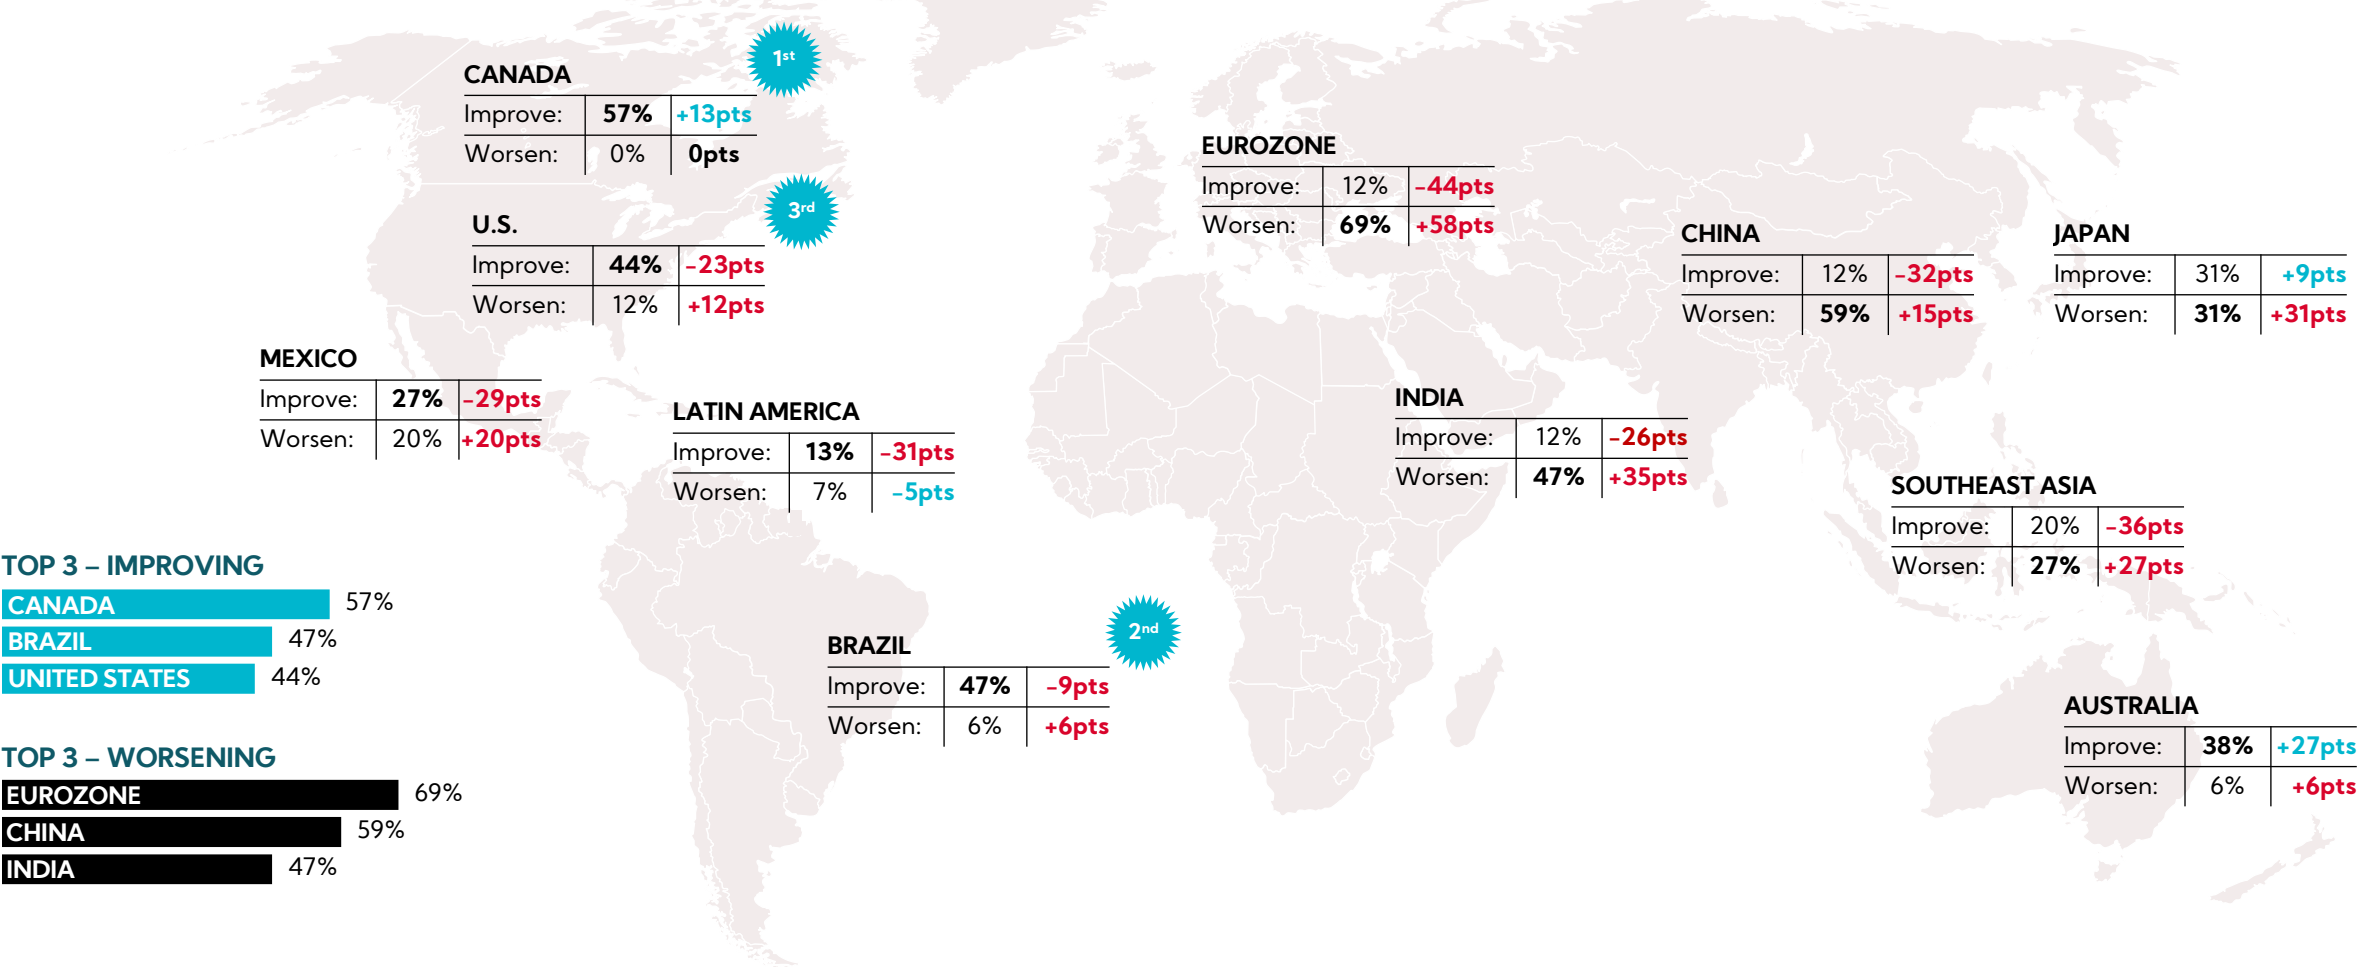 CANADA
1st
Improve: 57% +13pts
Worsen: 0% 0pts
U.S.
3rd
Improve: 44% -23pts
Worsen: 12% +12pts
MEXICO
Improve: 27% -29pts
Worsen: 20% +20pts
LATIN AMERICA
Improve: 13% -31pts
Worsen: 7% -5pts
BRAZIL
2nd
Improve: 47% -9pts
Worsen: 6% +6pts
EUROZONE
Improve: 12% -44pts
Worsen: 69% +58pts
CHINA
Improve: 12% -32pts
Worsen: 59% +15pts
JAPAN
Improve: 31% +9pts
Worsen: 31% +31pts
INDIA
Improve: 12% -26pts
Worsen: 47% +35pts
SOUTHEAST ASIA
Improve: 20% -36pts
Worsen: 27% +27pts
AUSTRALIA
Improve: 38% +27pts
Worsen: 6% +6pts
TOP 3 – IMPROVING
CANADA 57%
BRAZIL 47%
UNITED STATES 44%
TOP 3 – WORSENING
EUROZONE 69%
CHINA 59%
INDIA 47%